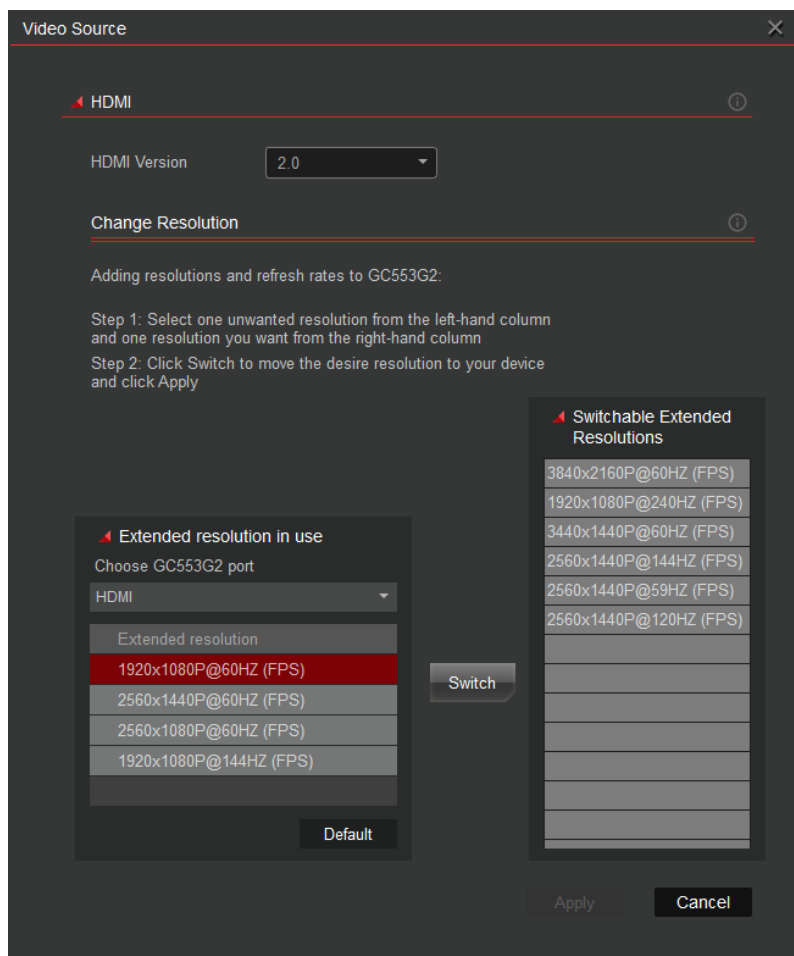 Video Source
HDMI
HDMI Version
2.0
Change Resolution
Adding resolutions and refresh rates to GC553G2:
Step 1: Select one unwanted resolution from the left-hand column
and one resolution you want from the right-hand column
Step 2: Click Switch to move the desire resolution to your device
and click Apply
Extended resolution in use
Choose GC553G2 port
HDMI
Extended resolution
1920x1080P@60HZ (FPS)
2560x1440P@60HZ (FPS)
2560x1080P@60HZ (FPS)
1920x1080P@144HZ (FPS)
Default
Switch
Switchable Extended
Resolutions
3840x2160P@60HZ (FPS)
1920x1080P@240HZ (FPS)
3440x1440P@60HZ (FPS)
2560x1440P@144HZ (FPS)
2560x1440P@59HZ (FPS)
2560x1440P@120HZ (FPS)
Apply
Cancel